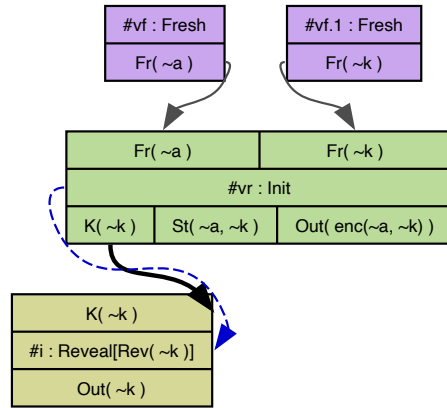 #vf : Fresh
Fr( ~a )
#vf.1 : Fresh
Fr( ~k )
Fr( ~a ) Fr( ~k )
#vr : Init
K( ~k ) St( ~a, ~k ) Out( enc(~a, ~k) )
K( ~k )
#i : Reveal[Rev( ~k )]
Out( ~k )